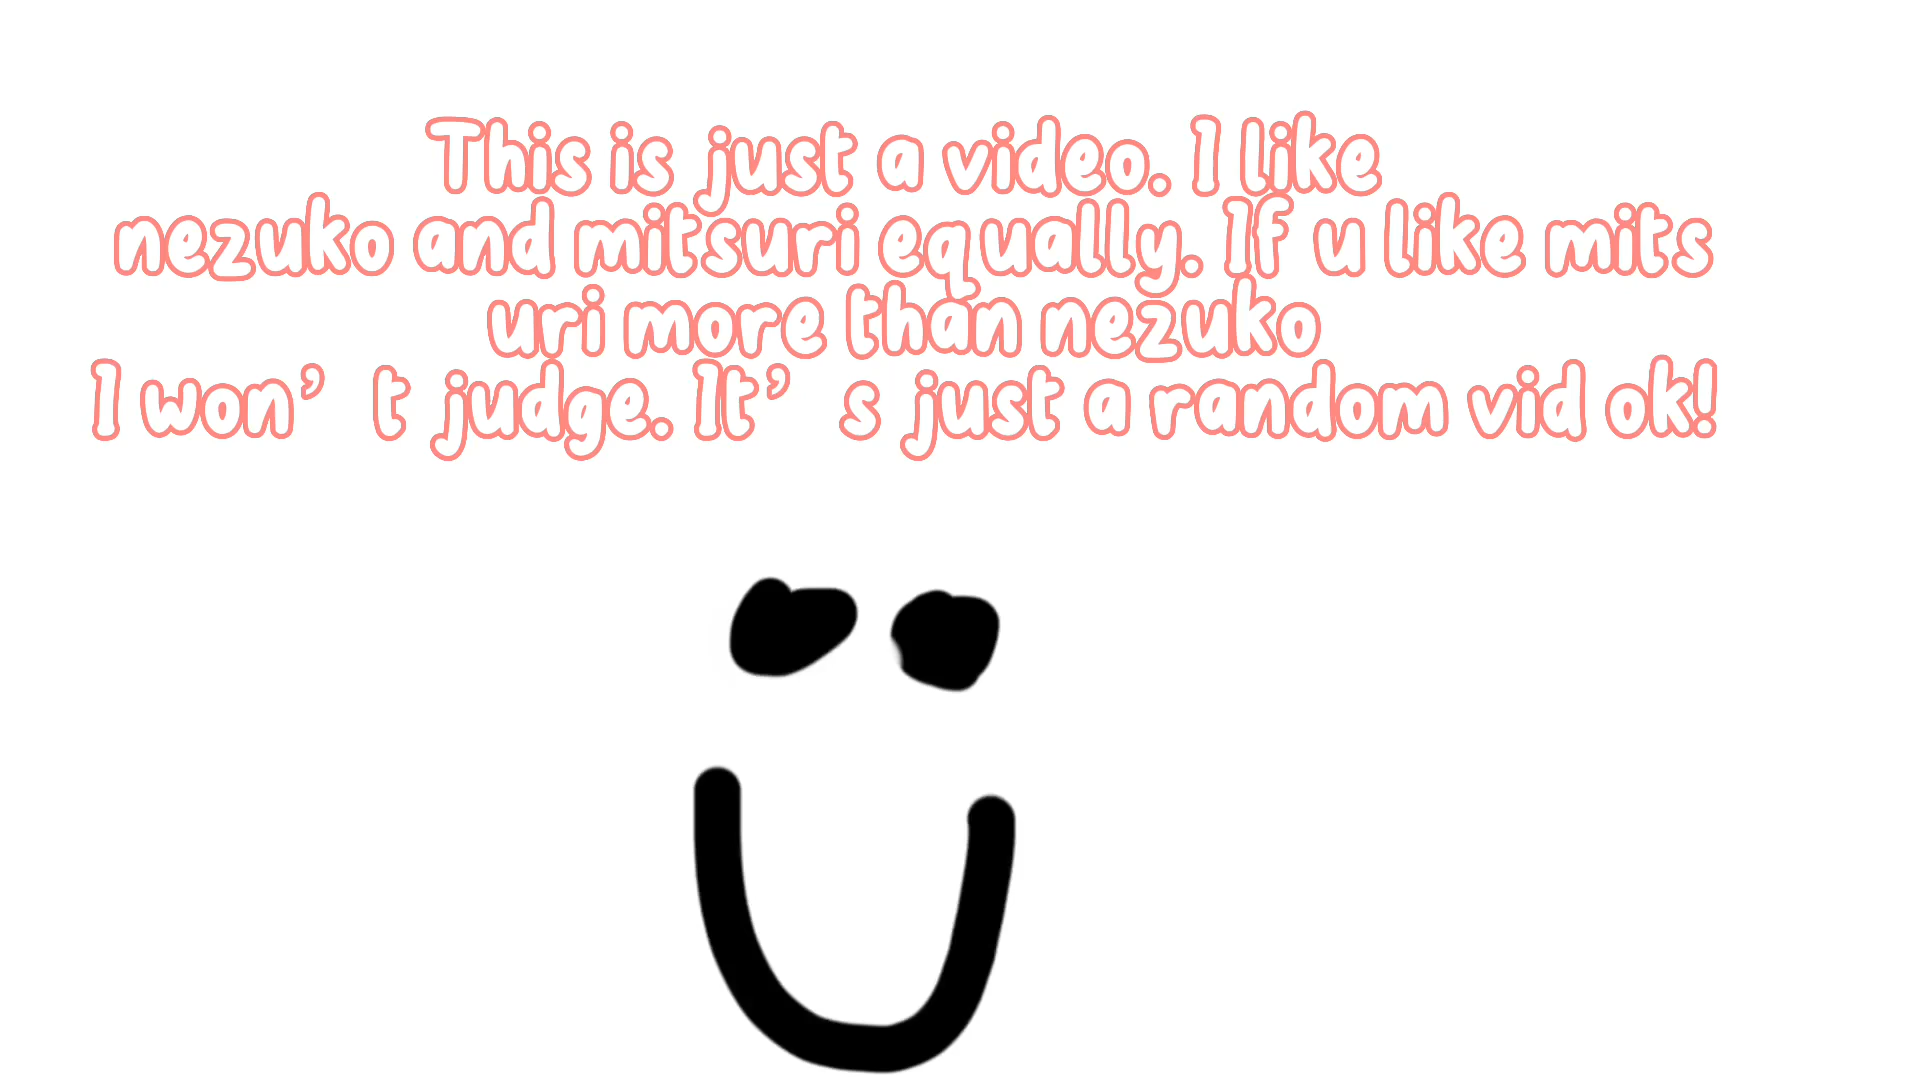 This is just a video. I like
nezuko and mitsuri equally. If u like mits
uri more than nezuko
I won’t judge. It’s just a random vid ok!